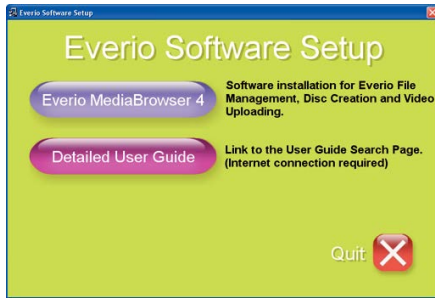 Everio Software Setup
Everio Software Setup
Everio MediaBrowser 4
Software installation for Everio File
Management, Disc Creation and Video
Uploading.
Detailed User Guide
Link to the User Guide Search Page.
(Internet connection required)
Quit